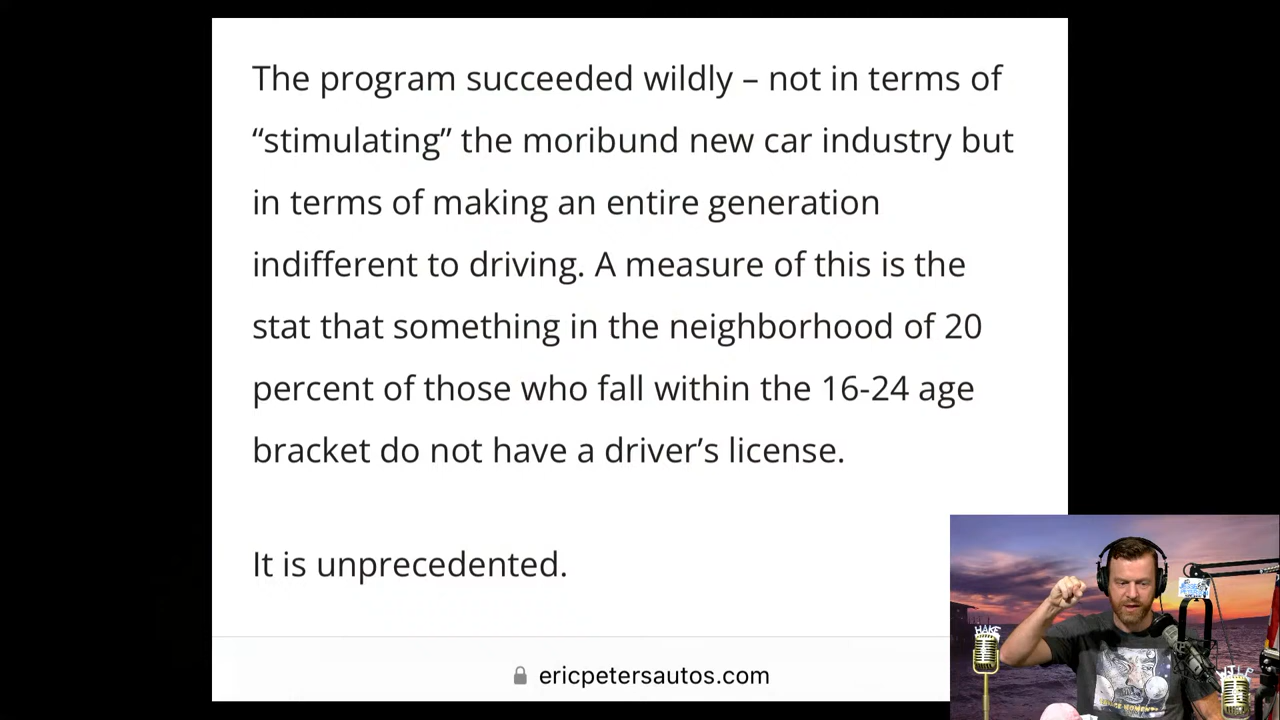 The program succeeded wildly – not in terms of
“stimulating” the moribund new car industry but
in terms of making an entire generation
indifferent to driving. A measure of this is the
stat that something in the neighborhood of 20
percent of those who fall within the 16-24 age
bracket do not have a driver’s license.
It is unprecedented.
ericpetersautos.com
HAKE
JLP